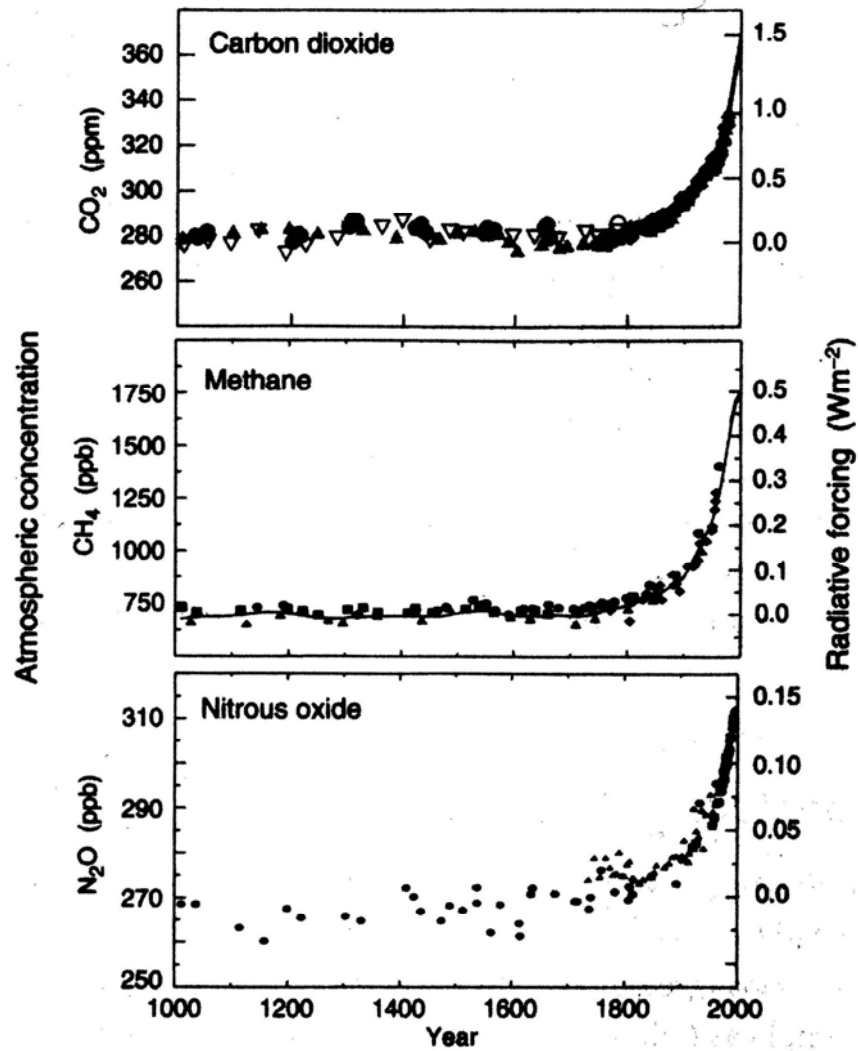 Atmospheric concentration
Carbon dioxide
CO₂ (ppm)
360
340
320
300
280
260
1.5
1.0
0.5
0.0
Methane
CH₄ (ppb)
1750
1500
1250
1000
750
0.5
0.4
0.3
0.2
0.1
0.0
Nitrous oxide
N₂O (ppb)
310
290
270
250
0.15
0.10
0.05
0.0
Radiative forcing (Wm⁻²)
1000 1200 1400 1600 1800 2000
Year